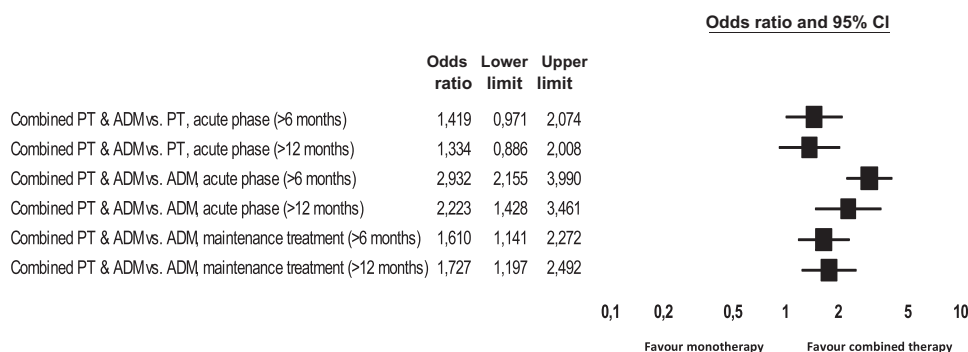 Odds ratio and 95% CI
Odds Lower Upper
ratio limit limit
Combined PT & ADM vs. PT, acute phase (>6 months) 1,419 0,971 2,074
Combined PT & ADM vs. PT, acute phase (>12 months) 1,334 0,886 2,008
Combined PT & ADM vs. ADM, acute phase (>6 months) 2,932 2,155 3,990
Combined PT & ADM vs. ADM, acute phase (>12 months) 2,223 1,428 3,461
Combined PT & ADM vs. ADM, maintenance treatment (>6 months) 1,610 1,141 2,272
Combined PT & ADM vs. ADM, maintenance treatment (>12 months) 1,727 1,197 2,492
0,1 0,2 0,5 1 2 5 10
Favour monotherapy Favour combined therapy